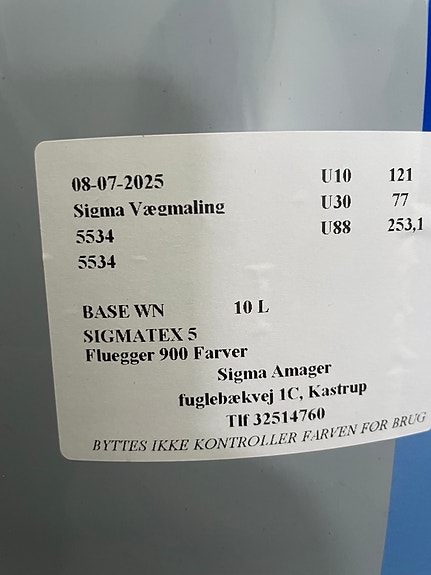 08-07-2025 U10 121
Sigma Vægmaling U30 77
5534 U88 253,1
5534
BASE WN 10 L
SIGMATEX 5
Fluegger 900 Farver
Sigma Amager
fuglebækvej 1C, Kastrup
Tlf 32514760
BYTTES IKKE KONTROLLER FARVEN FØR BRUG